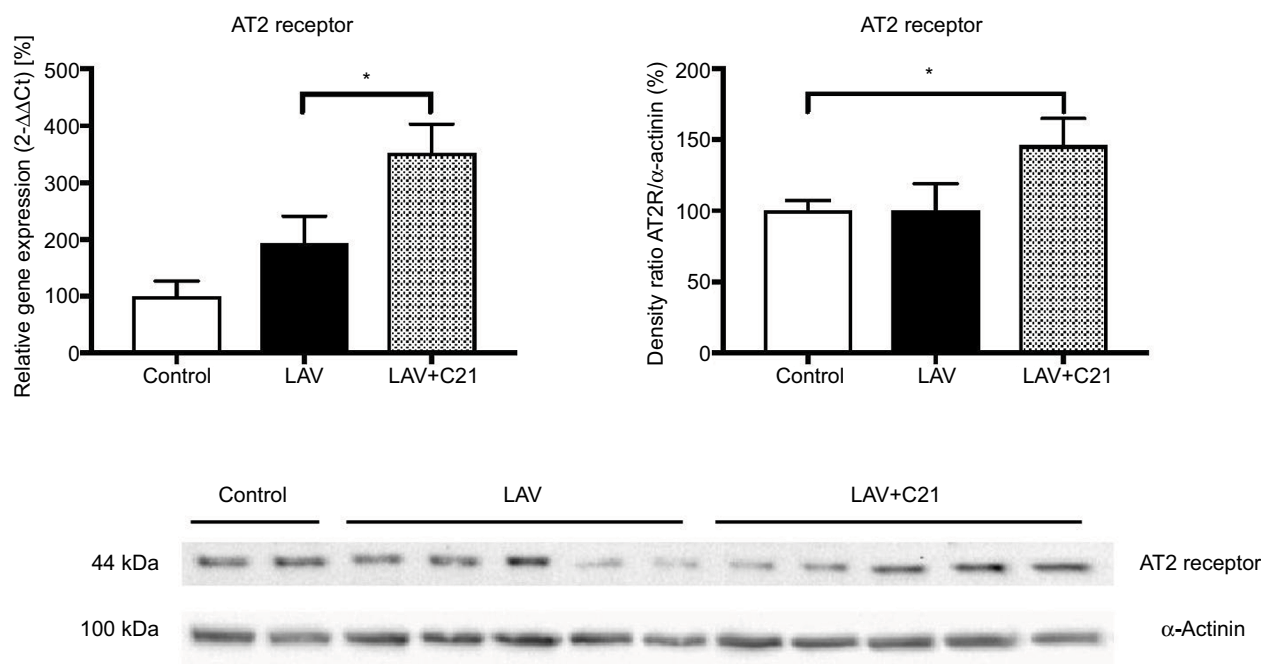 AT2 receptor
Relative gene expression (2-ΔΔCt) [%]
500
400
300
200
100
0
*
Control
LAV
LAV+C21
AT2 receptor
Density ratio AT2R/α-actinin (%)
200
150
100
50
0
*
Control
LAV
LAV+C21
Control
LAV
LAV+C21
44 kDa
AT2 receptor
100 kDa
α-Actinin